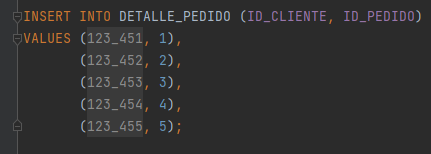 INSERT INTO DETALLE_PEDIDO (ID_CLIENTE, ID_PEDIDO)
VALUES (123_451, 1),
(123_452, 2),
(123_453, 3),
(123_454, 4),
(123_455, 5);